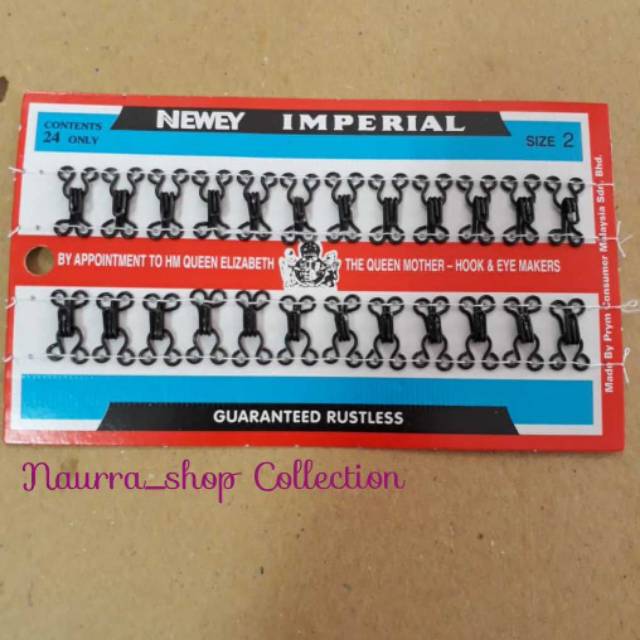 CONTENTS
24 ONLY
NEWEY IMPERIAL
SIZE 2
BY APPOINTMENT TO HM QUEEN ELIZABETH THE QUEEN MOTHER – HOOK & EYE MAKERS
Made By Prym Consumer Malaysia Sdn. Bhd.
GUARANTEED RUSTLESS
Naurra_shop Collection